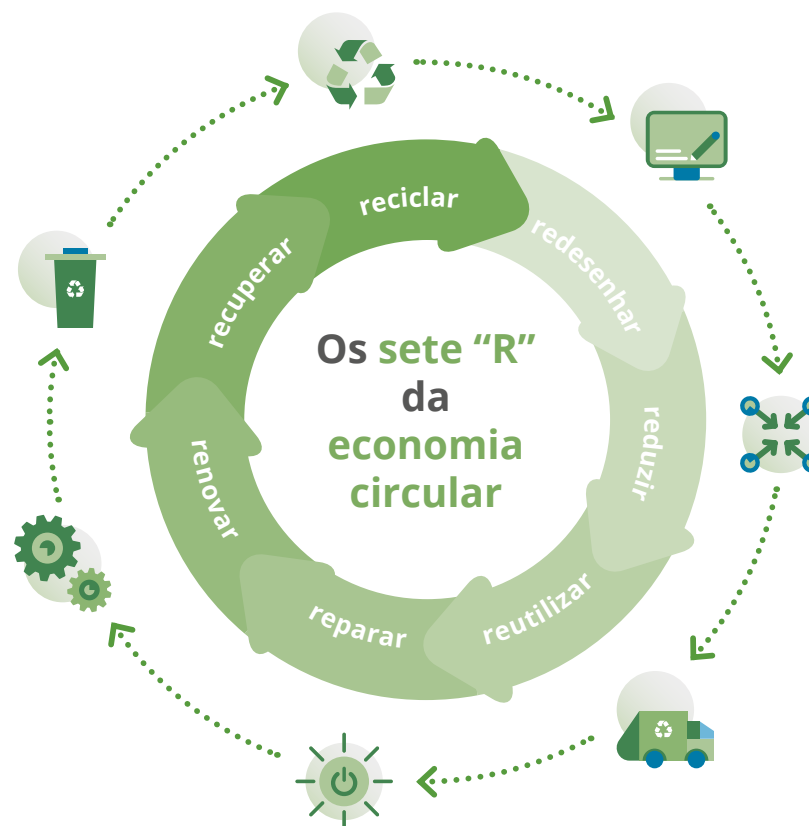 Os sete “R”
da
economia
circular
reciclar
redesenhar
reduzir
reutilizar
reparar
renovar
recuperar